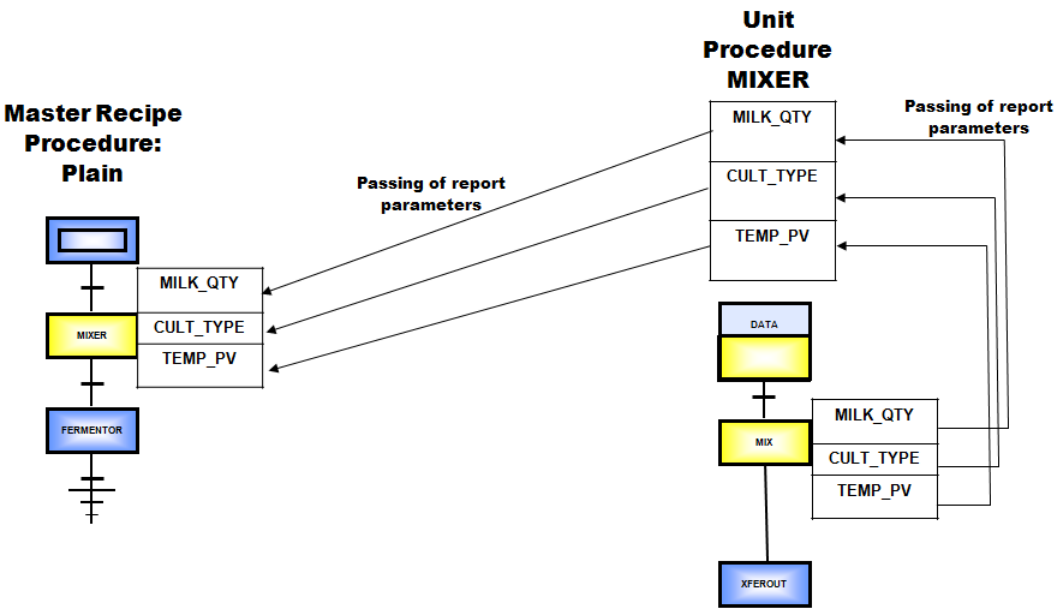 Master Recipe
Procedure:
Plain
MIXER
FERMENTOR
MILK_QTY
CULT_TYPE
TEMP_PV
Passing of report
parameters
Unit
Procedure
MIXER
MILK_QTY
CULT_TYPE
TEMP_PV
Passing of report
parameters
DATA
MIX
MILK_QTY
CULT_TYPE
TEMP_PV
XFEROUT